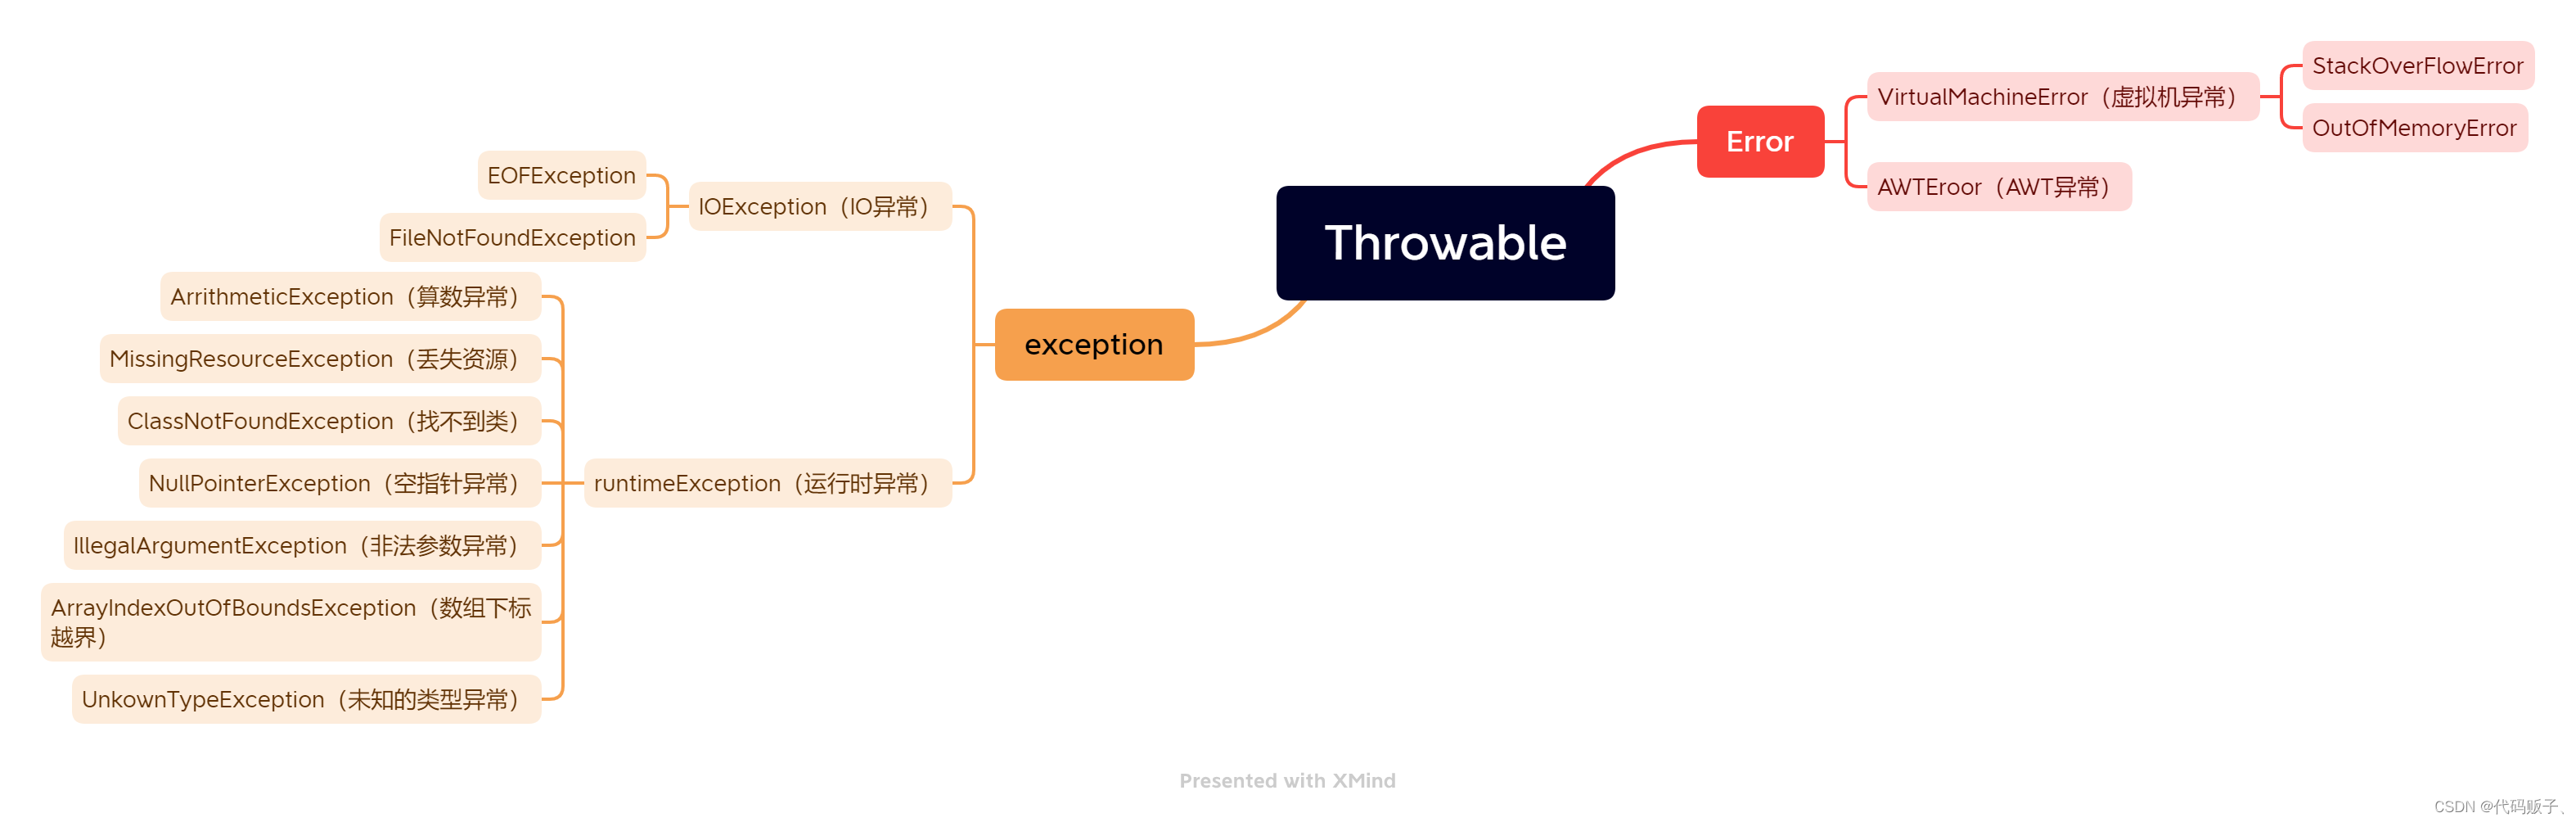 Throwable
Error
VirtualMachineError（虚拟机异常）
StackOverFlowError
OutOfMemoryError
AWTEroor（AWT异常）
exception
IOException（IO异常）
EOFException
FileNotFoundException
runtimeException（运行时异常）
ArrithmeticException（算数异常）
MissingResourceException（丢失资源）
ClassNotFoundException（找不到类）
NullPointerException（空指针异常）
IllegalArgumentException（非法参数异常）
ArrayIndexOutOfBoundsException（数组下标
越界）
UnkownTypeException（未知的类型异常）
Presented with XMind
CSDN @代码贩子、